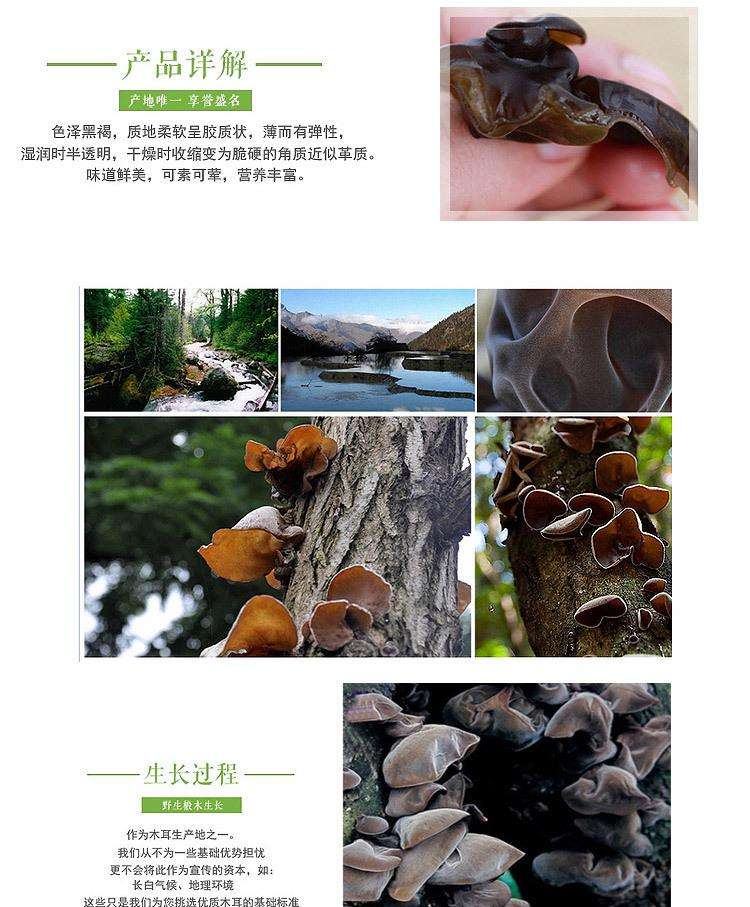 产品详解
产地唯一 享誉盛名
色泽黑褐，质地柔软呈胶质状，薄而有弹性，
湿润时半透明，干燥时收缩变为脆硬的角质近似革质。
味道鲜美，可素可荤，营养丰富。
生长过程
野生椴木生长
作为木耳生产地之一。
我们从不为一些基础优势担忧
更不会将此作为宣传的资本，如：
长白气候、地理环境
这些只是我们为您挑选优质木耳的基础标准